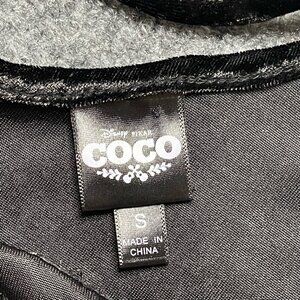 Disney PIXAR
COCO
S
MADE IN
CHINA